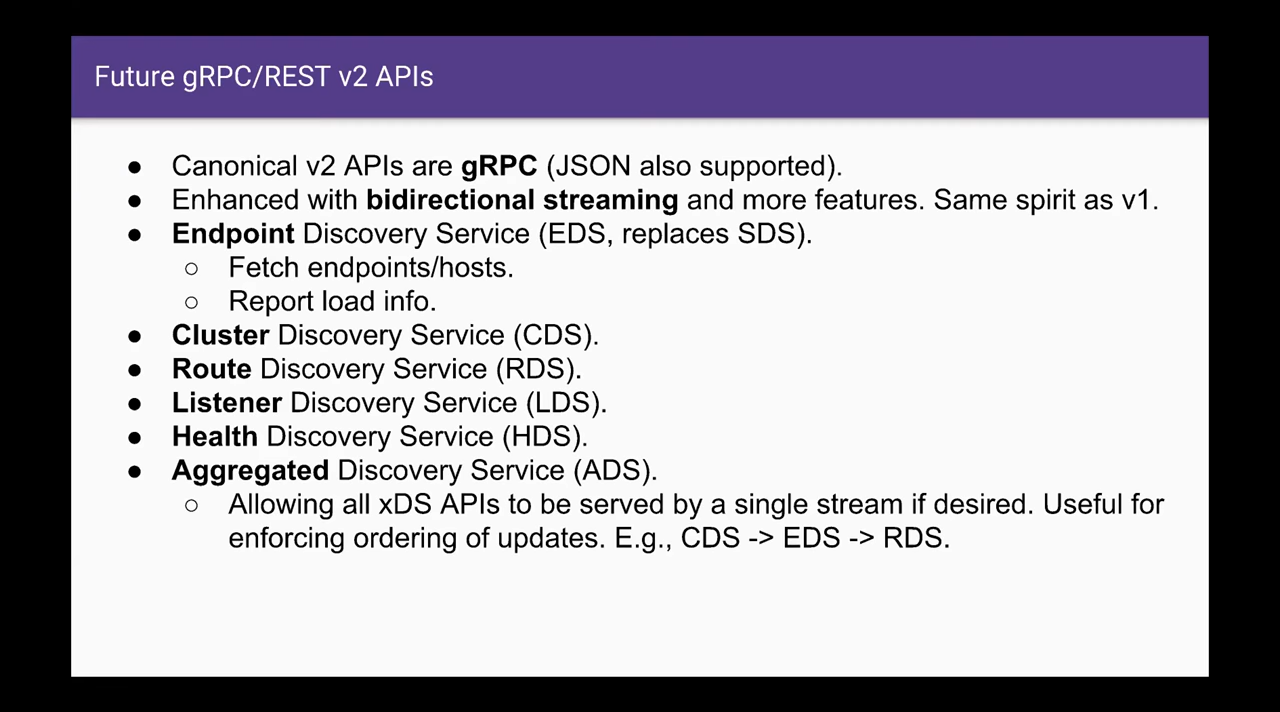 Future gRPC/REST v2 APIs
● Canonical v2 APIs are gRPC (JSON also supported).
● Enhanced with bidirectional streaming and more features. Same spirit as v1.
● Endpoint Discovery Service (EDS, replaces SDS).
○ Fetch endpoints/hosts.
○ Report load info.
● Cluster Discovery Service (CDS).
● Route Discovery Service (RDS).
● Listener Discovery Service (LDS).
● Health Discovery Service (HDS).
● Aggregated Discovery Service (ADS).
○ Allowing all xDS APIs to be served by a single stream if desired. Useful for
enforcing ordering of updates. E.g., CDS -> EDS -> RDS.